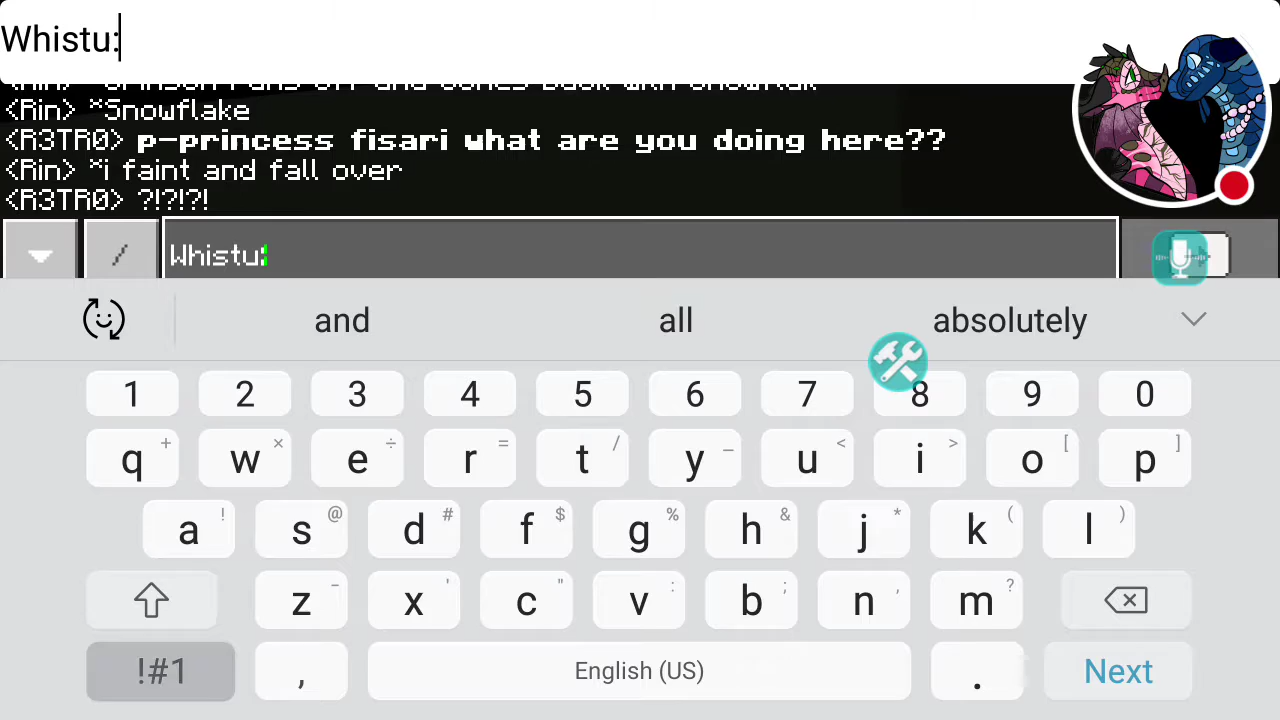 Whistu:
<Rin> *Snowflake
<R3TR0> p-princess fisari what are you doing here??
<Rin> *i faint and fall over
<R3TR0> ?!?!?!
/ Whistu:
and all absolutely
1 2 3 4 5 6 7 8 9 0
q + w × e ÷ r = t / y _ u < i > o [ p ]
a ! s @ d # f $ g % h & j * k ( l )
z - x ' c " v : b ; n , m ?
!#1 , English (US) . Next